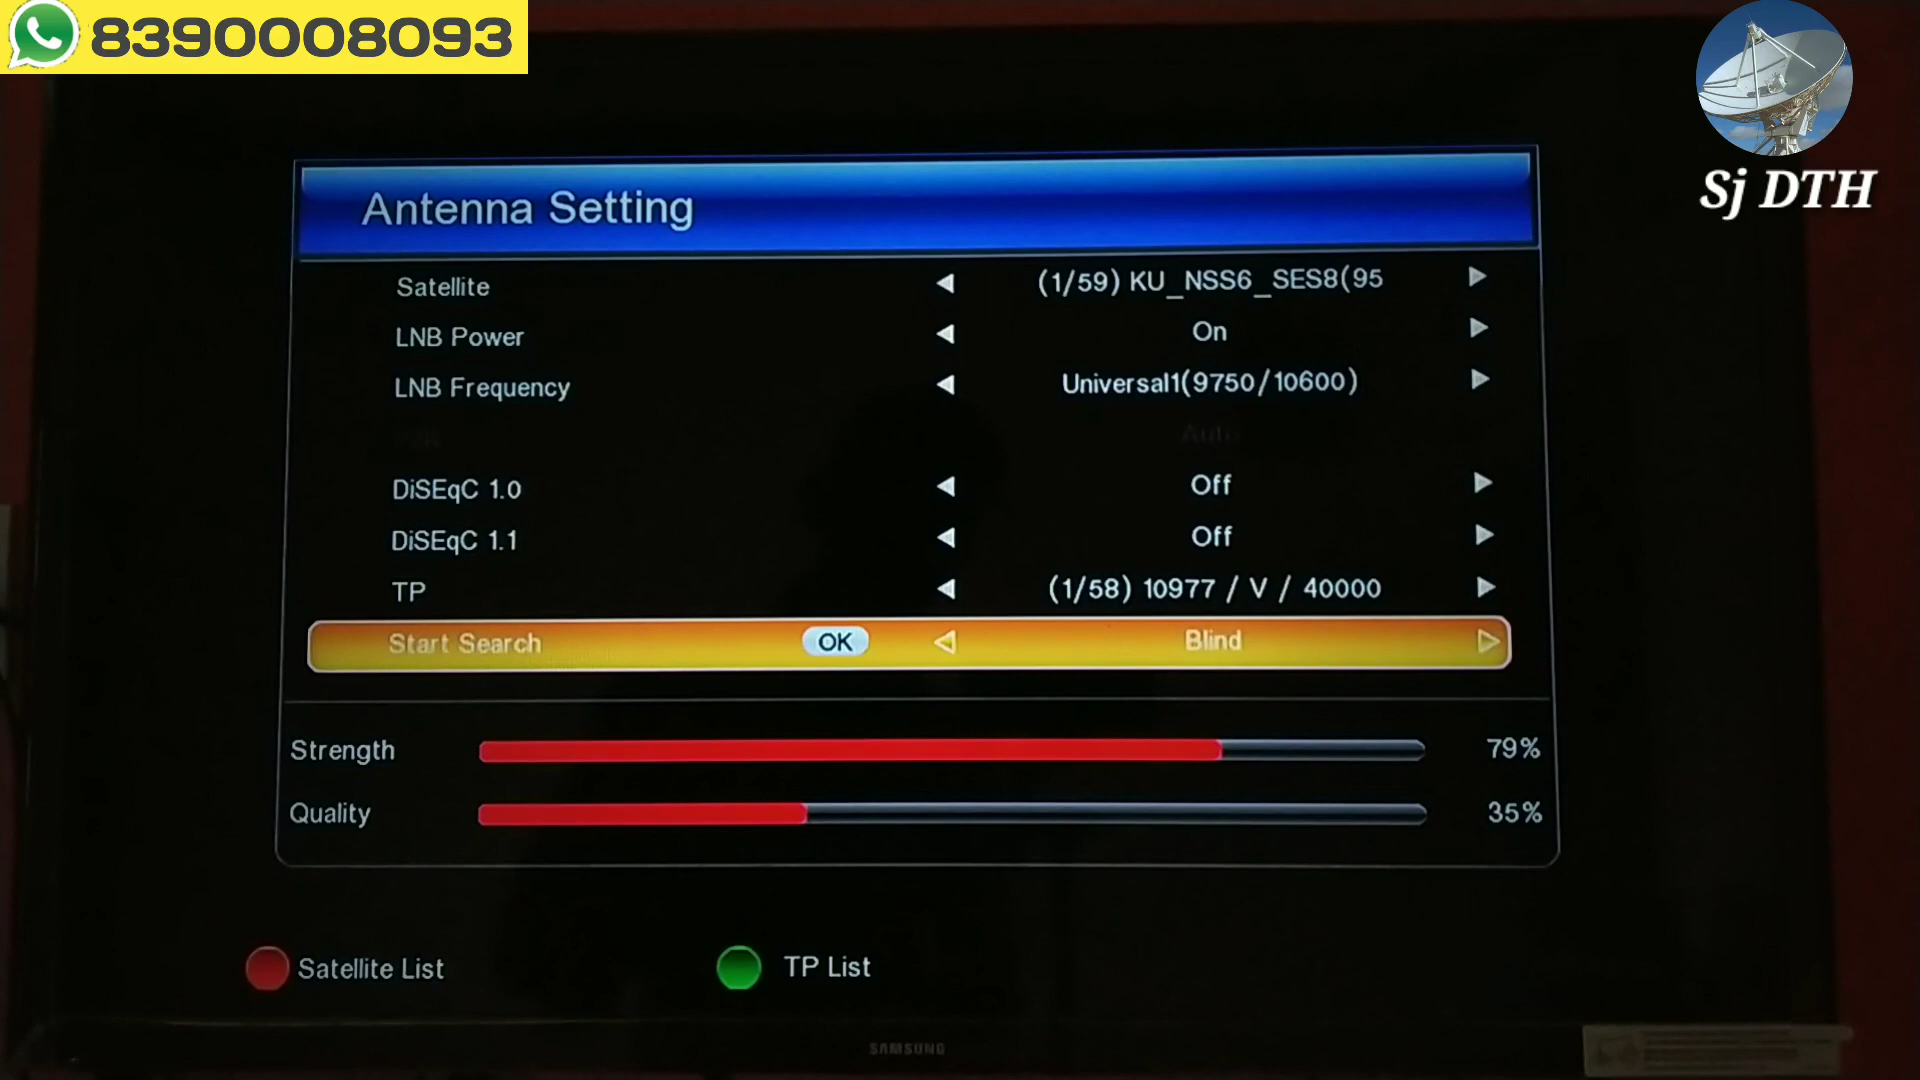 8390008093
Sj DTH
Antenna Setting
Satellite (1/59) KU_NSS6_SES8(95
LNB Power On
LNB Frequency Universal1(9750/10600)
Auto
DiSEqC 1.0 Off
DiSEqC 1.1 Off
TP (1/58) 10977 / V / 40000
Start Search OK Blind
Strength 79%
Quality 35%
Satellite List TP List
SAMSUNG